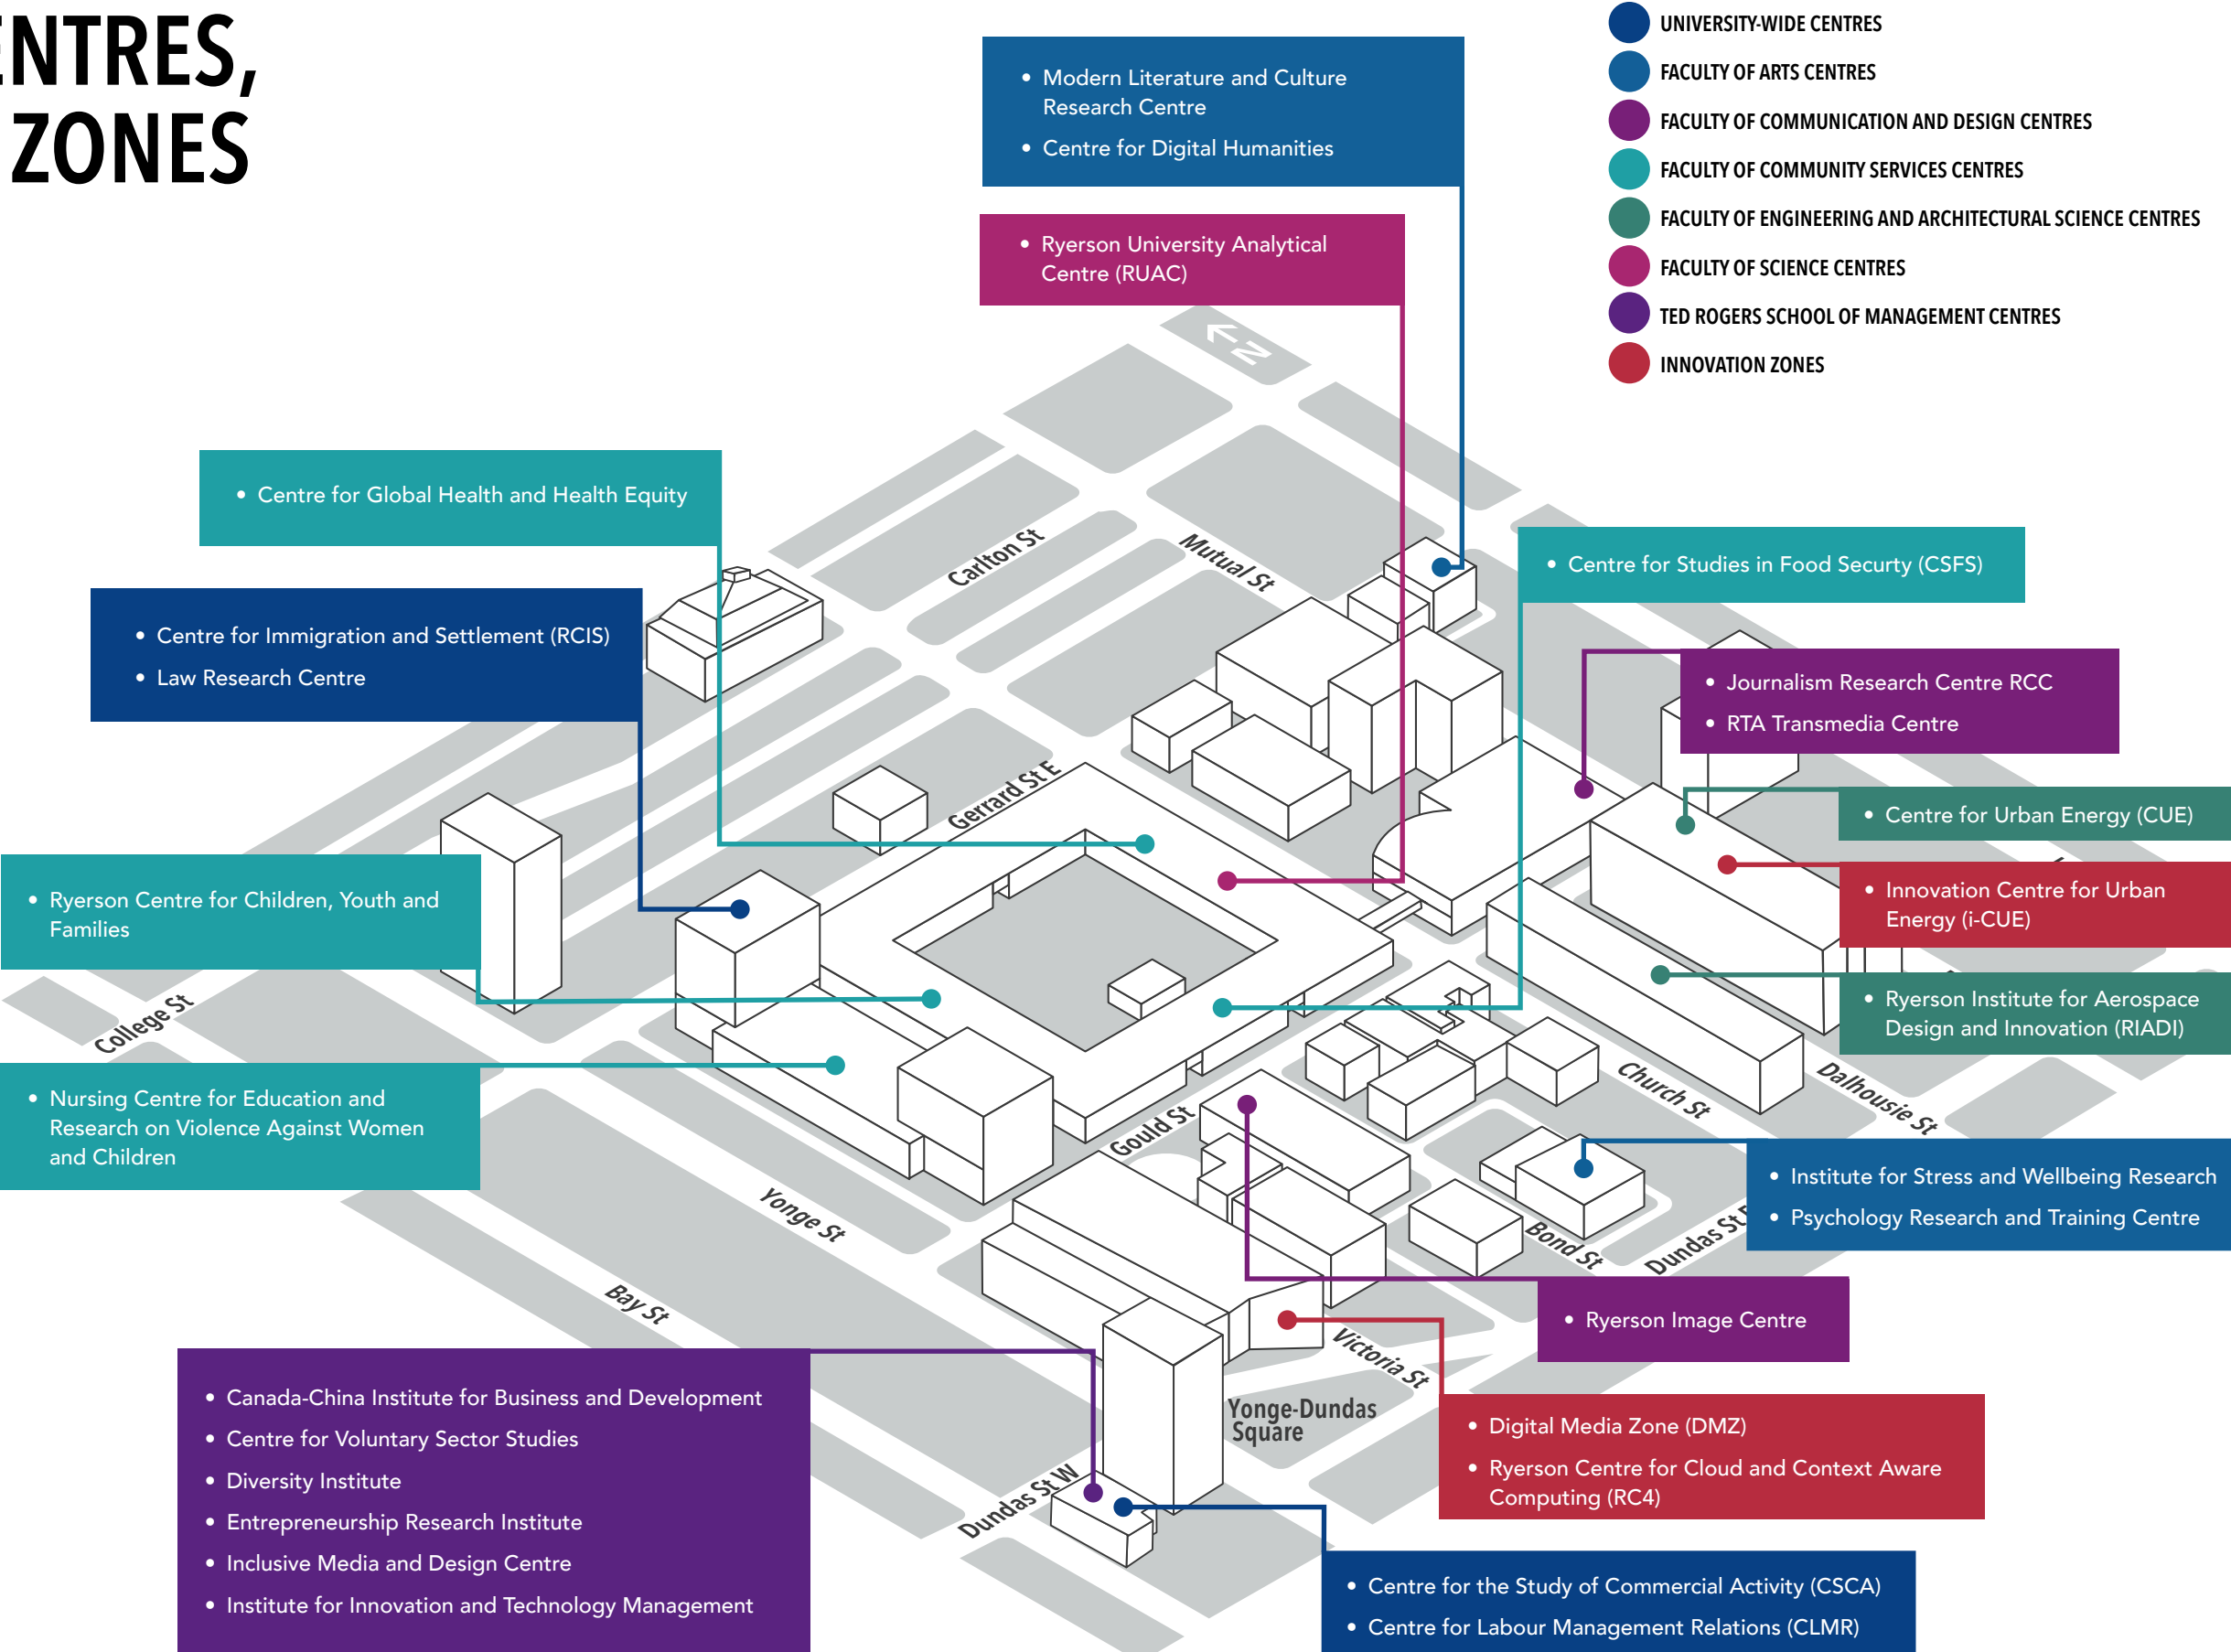 ENTRES,
ZONES
UNIVERSITY-WIDE CENTRES
FACULTY OF ARTS CENTRES
FACULTY OF COMMUNICATION AND DESIGN CENTRES
FACULTY OF COMMUNITY SERVICES CENTRES
FACULTY OF ENGINEERING AND ARCHITECTURAL SCIENCE CENTRES
FACULTY OF SCIENCE CENTRES
TED ROGERS SCHOOL OF MANAGEMENT CENTRES
INNOVATION ZONES
• Modern Literature and Culture
Research Centre
• Centre for Digital Humanities
• Ryerson University Analytical
Centre (RUAC)
N
• Centre for Global Health and Health Equity
Carlton St
Mutual St
• Centre for Studies in Food Securty (CSFS)
• Centre for Immigration and Settlement (RCIS)
• Law Research Centre
• Journalism Research Centre RCC
• RTA Transmedia Centre
Gerrard St E
• Centre for Urban Energy (CUE)
• Ryerson Centre for Children, Youth and
Families
• Innovation Centre for Urban
Energy (i-CUE)
College St
• Ryerson Institute for Aerospace
Design and Innovation (RIADI)
• Nursing Centre for Education and
Research on Violence Against Women
and Children
Church St
Dalhousie St
Gould St
Yonge St
• Institute for Stress and Wellbeing Research
• Psychology Research and Training Centre
Bond St
Dundas St
Bay St
• Ryerson Image Centre
Victoria St
• Canada-China Institute for Business and Development
• Centre for Voluntary Sector Studies
• Diversity Institute
• Entrepreneurship Research Institute
• Inclusive Media and Design Centre
• Institute for Innovation and Technology Management
Yonge-Dundas
Square
• Digital Media Zone (DMZ)
• Ryerson Centre for Cloud and Context Aware
Computing (RC4)
Dundas St W
• Centre for the Study of Commercial Activity (CSCA)
• Centre for Labour Management Relations (CLMR)